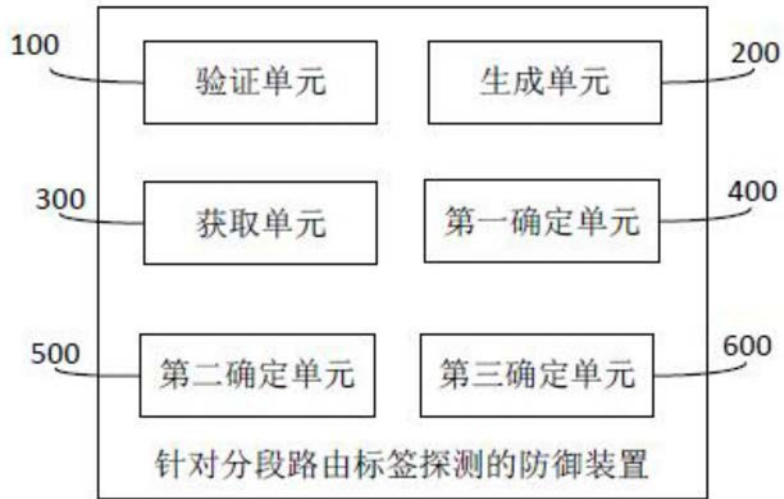 100
验证单元
生成单元
200
300
获取单元
第一确定单元
400
500
第二确定单元
第三确定单元
600
针对分段路由标签探测的防御装置